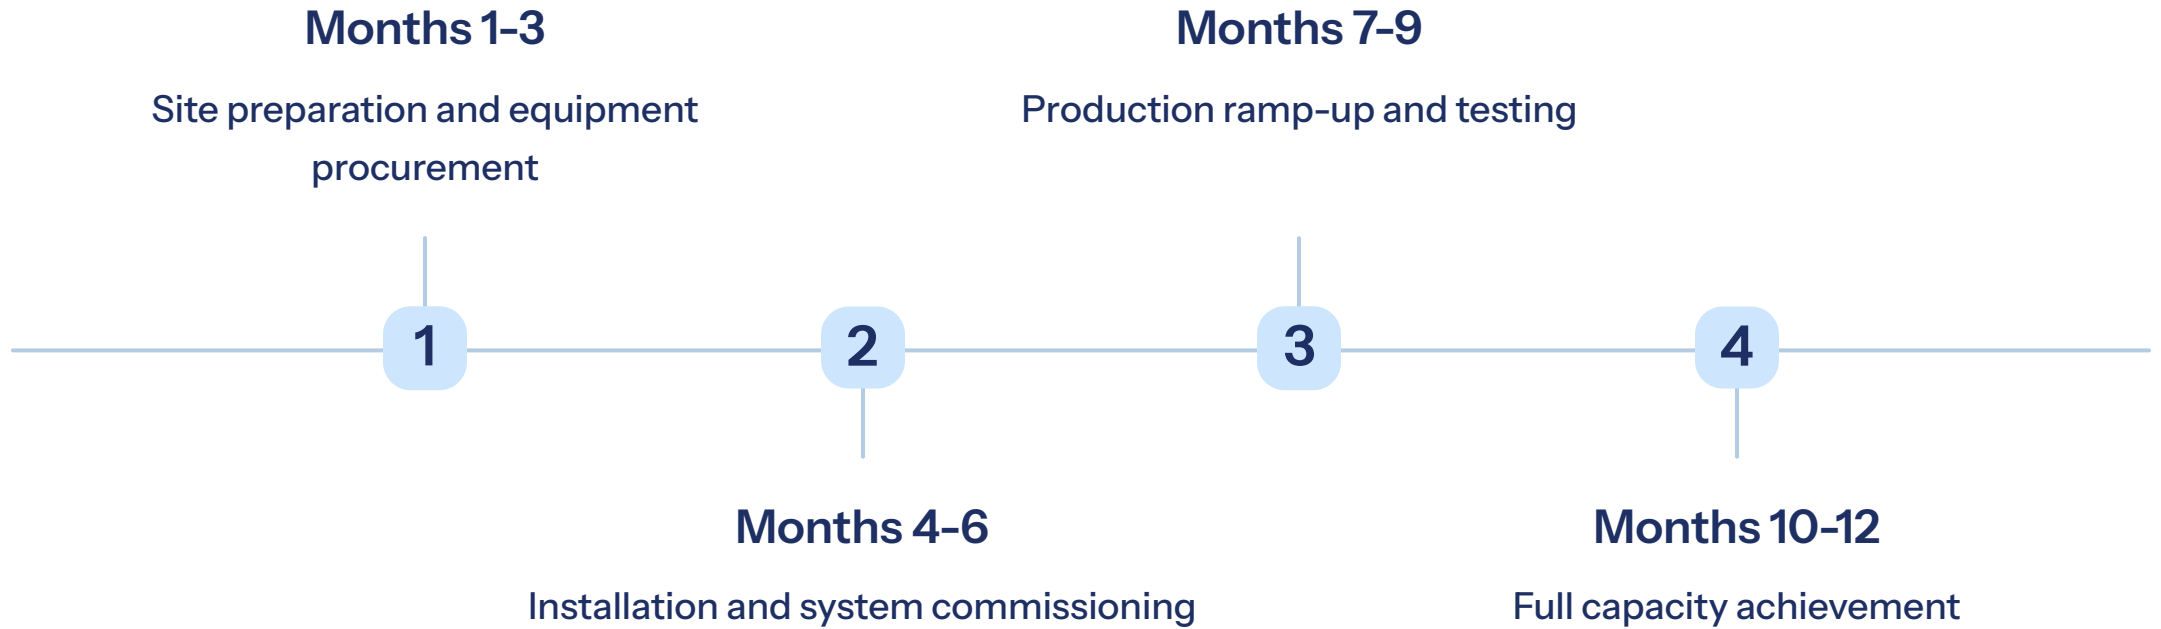 Months 1–3
Site preparation and equipment
procurement
1
2
Months 4–6
Installation and system commissioning
Months 7–9
Production ramp-up and testing
3
4
Months 10–12
Full capacity achievement